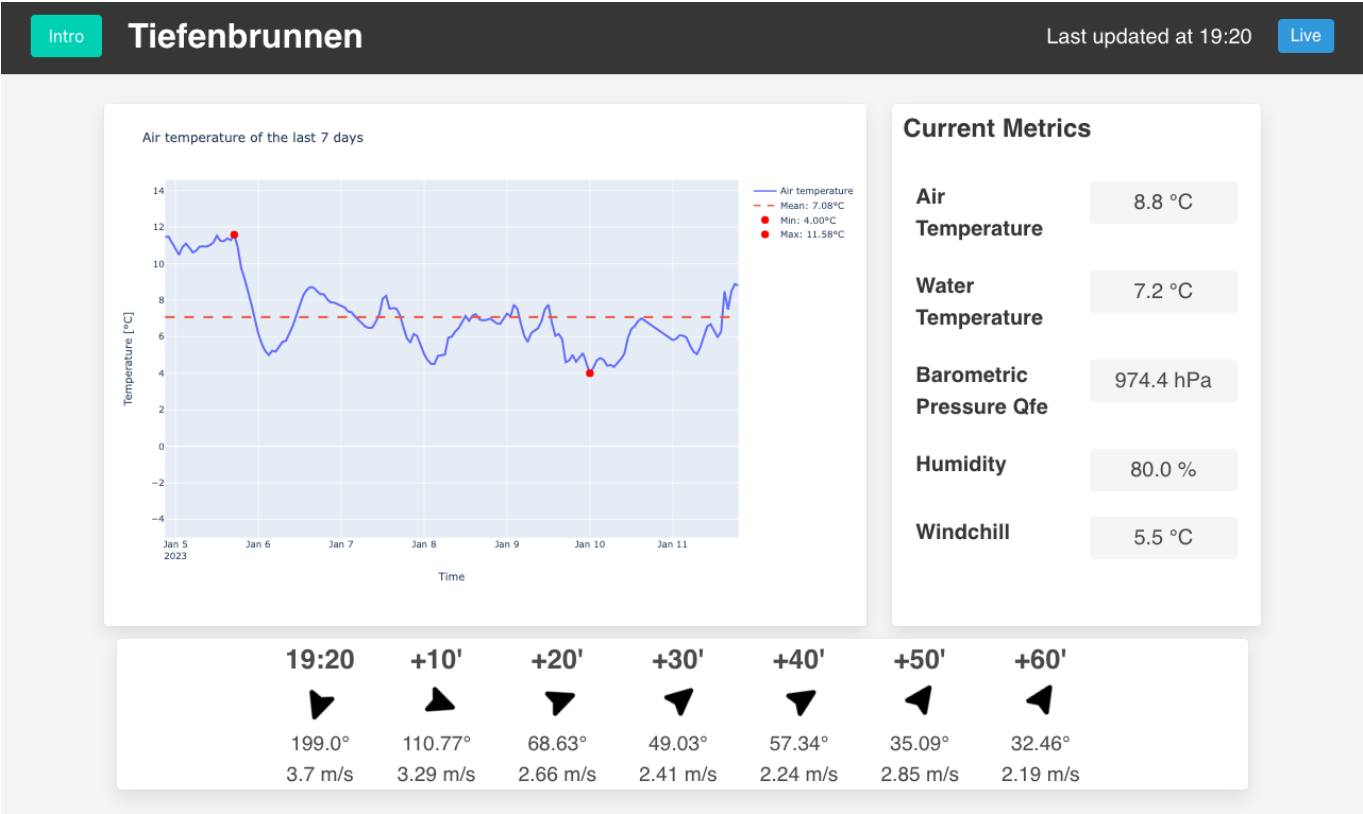 Intro
Tiefenbrunnen
Last updated at 19:20
Live
Air temperature of the last 7 days
14
12
10
8
6
4
2
0
−2
−4
Temperature [°C]
Jan 5
2023
Jan 6
Jan 7
Jan 8
Jan 9
Jan 10
Jan 11
Time
Air temperature
Mean: 7.08°C
Min: 4.00°C
Max: 11.58°C
Current Metrics
Air
Temperature
8.8 °C
Water
Temperature
7.2 °C
Barometric
Pressure Qfe
974.4 hPa
Humidity
80.0 %
Windchill
5.5 °C
19:20 +10' +20' +30' +40' +50' +60'
199.0° 110.77° 68.63° 49.03° 57.34° 35.09° 32.46°
3.7 m/s 3.29 m/s 2.66 m/s 2.41 m/s 2.24 m/s 2.85 m/s 2.19 m/s